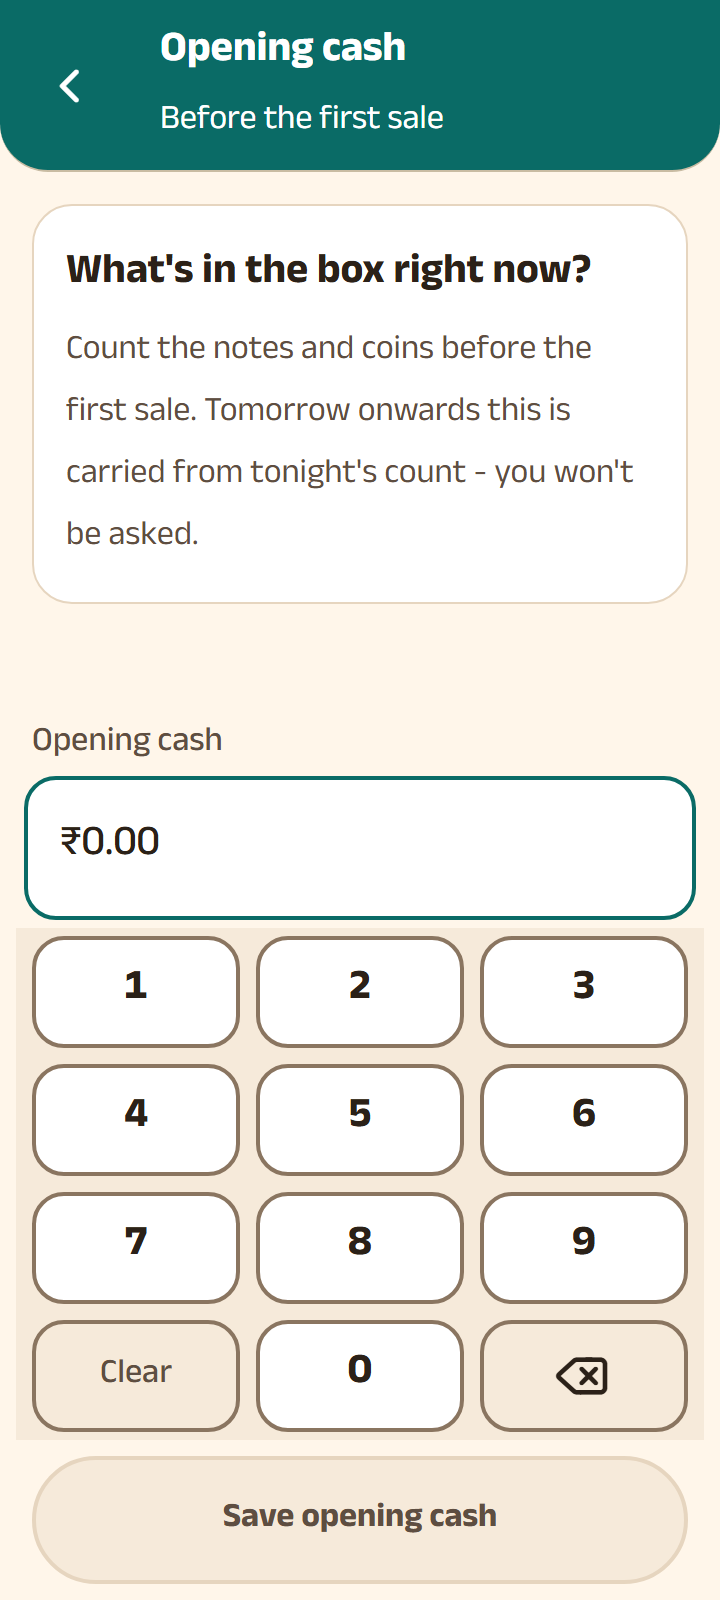 Opening cash
Before the first sale
What's in the box right now?
Count the notes and coins before the
first sale. Tomorrow onwards this is
carried from tonight's count - you won't
be asked.
Opening cash
₹0.00
1 2 3
4 5 6
7 8 9
Clear 0
Save opening cash